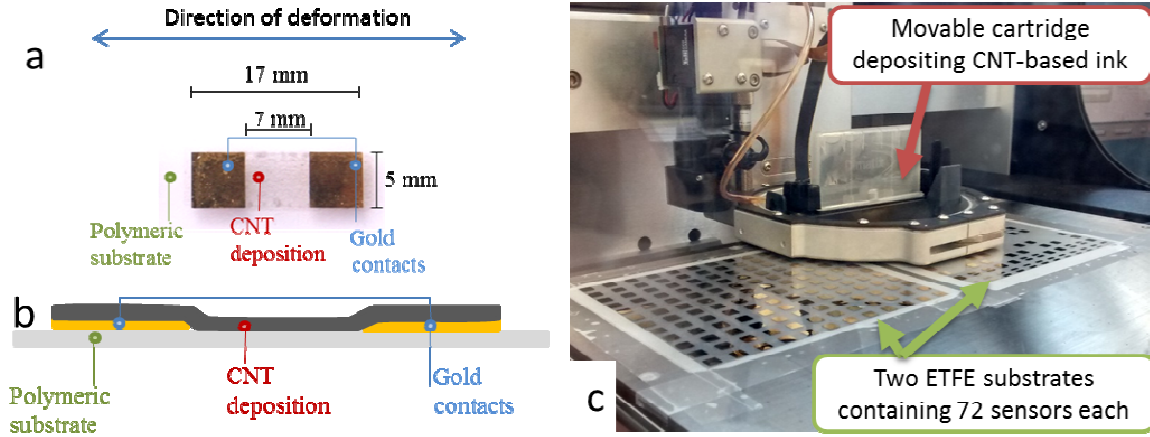 Direction of deformation
a
17 mm
7 mm
5 mm
Polymeric
substrate
CNT
deposition
Gold
contacts
b
Polymeric
substrate
CNT
deposition
Gold
contacts
Movable cartridge
depositing CNT-based ink
Two ETFE substrates
containing 72 sensors each
c